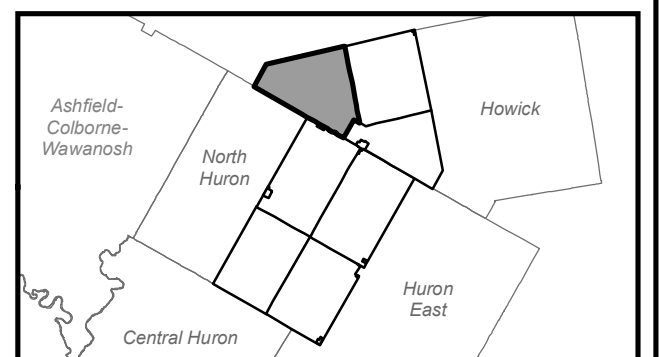 Ashfield-
Colborne-
Wawanosh
North
Huron
Howick
Huron
East
Central Huron